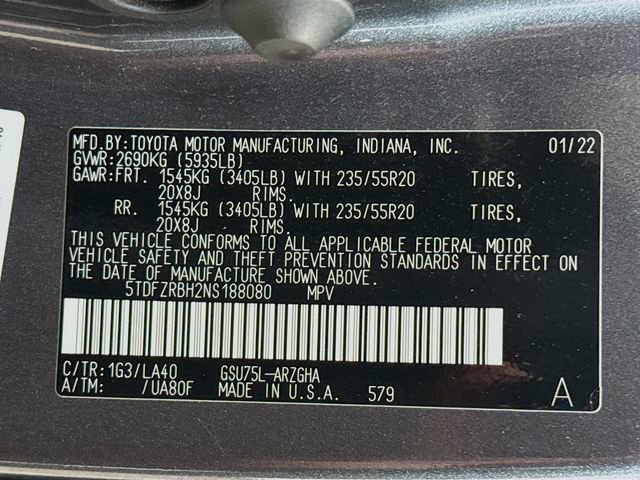 MFD.BY:TOYOTA MOTOR MANUFACTURING, INDIANA, INC. 01/22
GVWR:2690KG (5935LB)
GAWR:FRT. 1545KG (3405LB) WITH 235/55R20 TIRES,
20X8J RIMS.
RR. 1545KG (3405LB) WITH 235/55R20 TIRES,
20X8J RIMS.
THIS VEHICLE CONFORMS TO ALL APPLICABLE FEDERAL MOTOR
VEHICLE SAFETY AND THEFT PREVENTION STANDARDS IN EFFECT ON
THE DATE OF MANUFACTURE SHOWN ABOVE.
5TDFZRBH2NS188080 MPV
C/TR:1G3/LA40 GSU75L-ARZGHA
A/TM: /UA80F MADE IN U.S.A. 579 A